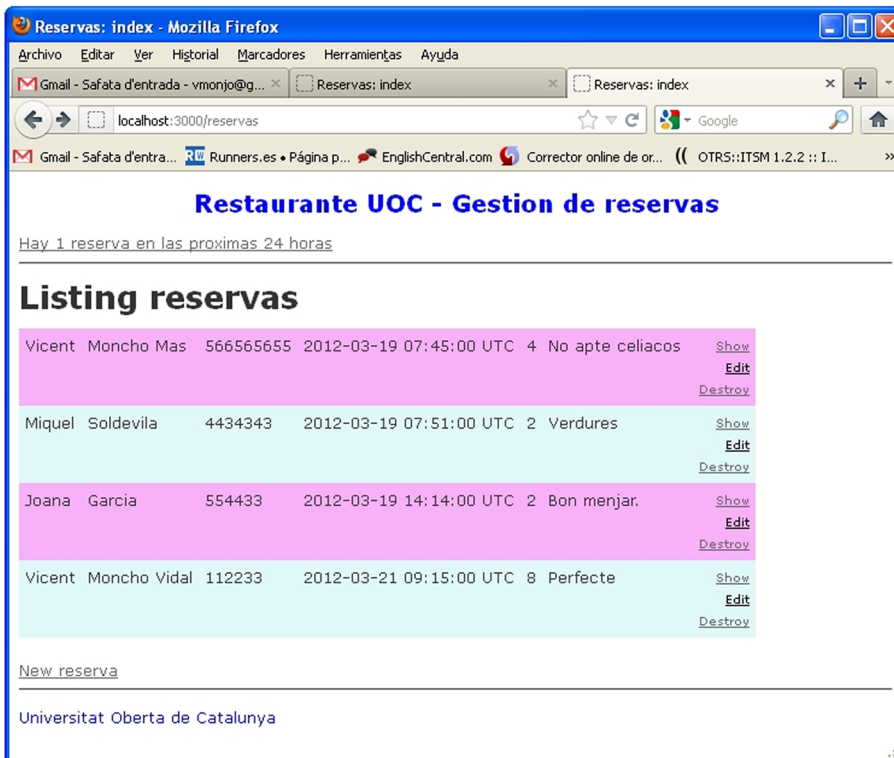 Reservas: index - Mozilla Firefox
Archivo Editar Ver Historial Marcadores Herramientas Ayuda
Gmail - Safata d'entrada - vmonjo@g... Reservas: index Reservas: index
localhost:3000/reservas Google
Gmail - Safata d'entra... RW Runners.es • Página p... EnglishCentral.com Corrector online de or... (( OTRS::ITSM 1.2.2 :: I... »
Restaurante UOC - Gestion de reservas
Hay 1 reserva en las proximas 24 horas
Listing reservas
Vicent Moncho Mas 566565655 2012-03-19 07:45:00 UTC 4 No apte celiacos Show
Edit
Destroy
Miquel Soldevila 4434343 2012-03-19 07:51:00 UTC 2 Verdures Show
Edit
Destroy
Joana Garcia 554433 2012-03-19 14:14:00 UTC 2 Bon menjar. Show
Edit
Destroy
Vicent Moncho Vidal 112233 2012-03-21 09:15:00 UTC 8 Perfecte Show
Edit
Destroy
New reserva
Universitat Oberta de Catalunya